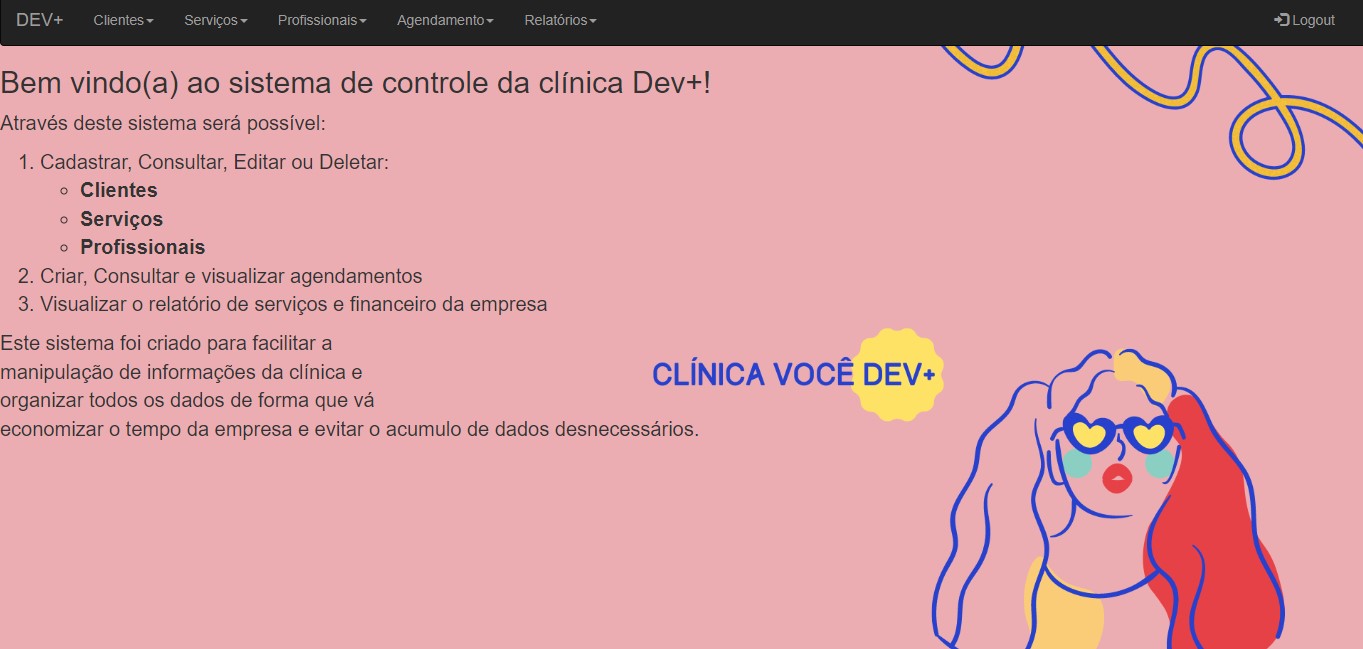 DEV+ Clientes Serviços Profissionais Agendamento Relatórios Logout
Bem vindo(a) ao sistema de controle da clínica Dev+!
Através deste sistema será possível:
1. Cadastrar, Consultar, Editar ou Deletar:
Clientes
Serviços
Profissionais
2. Criar, Consultar e visualizar agendamentos
3. Visualizar o relatório de serviços e financeiro da empresa
Este sistema foi criado para facilitar a
manipulação de informações da clínica e
organizar todos os dados de forma que vá
economizar o tempo da empresa e evitar o acumulo de dados desnecessários.
CLÍNICA VOCÊ DEV+